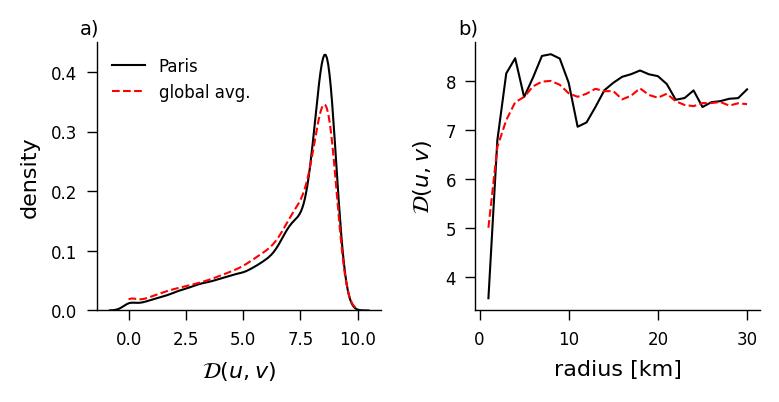 a)
Paris
global avg.
density
0.4
0.3
0.2
0.1
0.0
0.0 2.5 5.0 7.5 10.0
𝒟(u, v)
b)
𝒟(u, v)
8
7
6
5
4
0 10 20 30
radius [km]